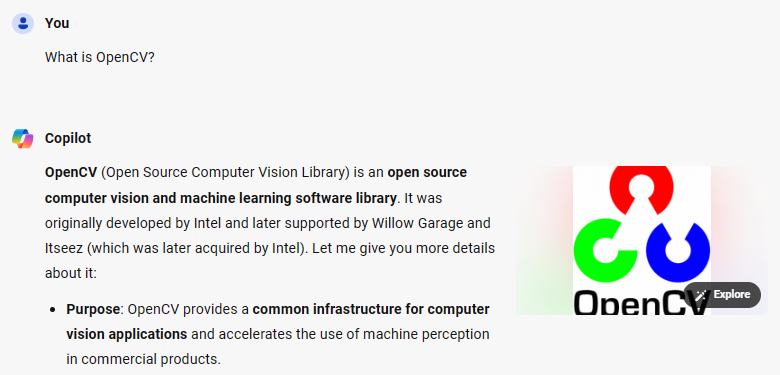 You
What is OpenCV?
Copilot
OpenCV (Open Source Computer Vision Library) is an open source
computer vision and machine learning software library. It was
originally developed by Intel and later supported by Willow Garage and
Itseez (which was later acquired by Intel). Let me give you more details
about it:
• Purpose: OpenCV provides a common infrastructure for computer
vision applications and accelerates the use of machine perception
in commercial products.
OpenCV
Explore